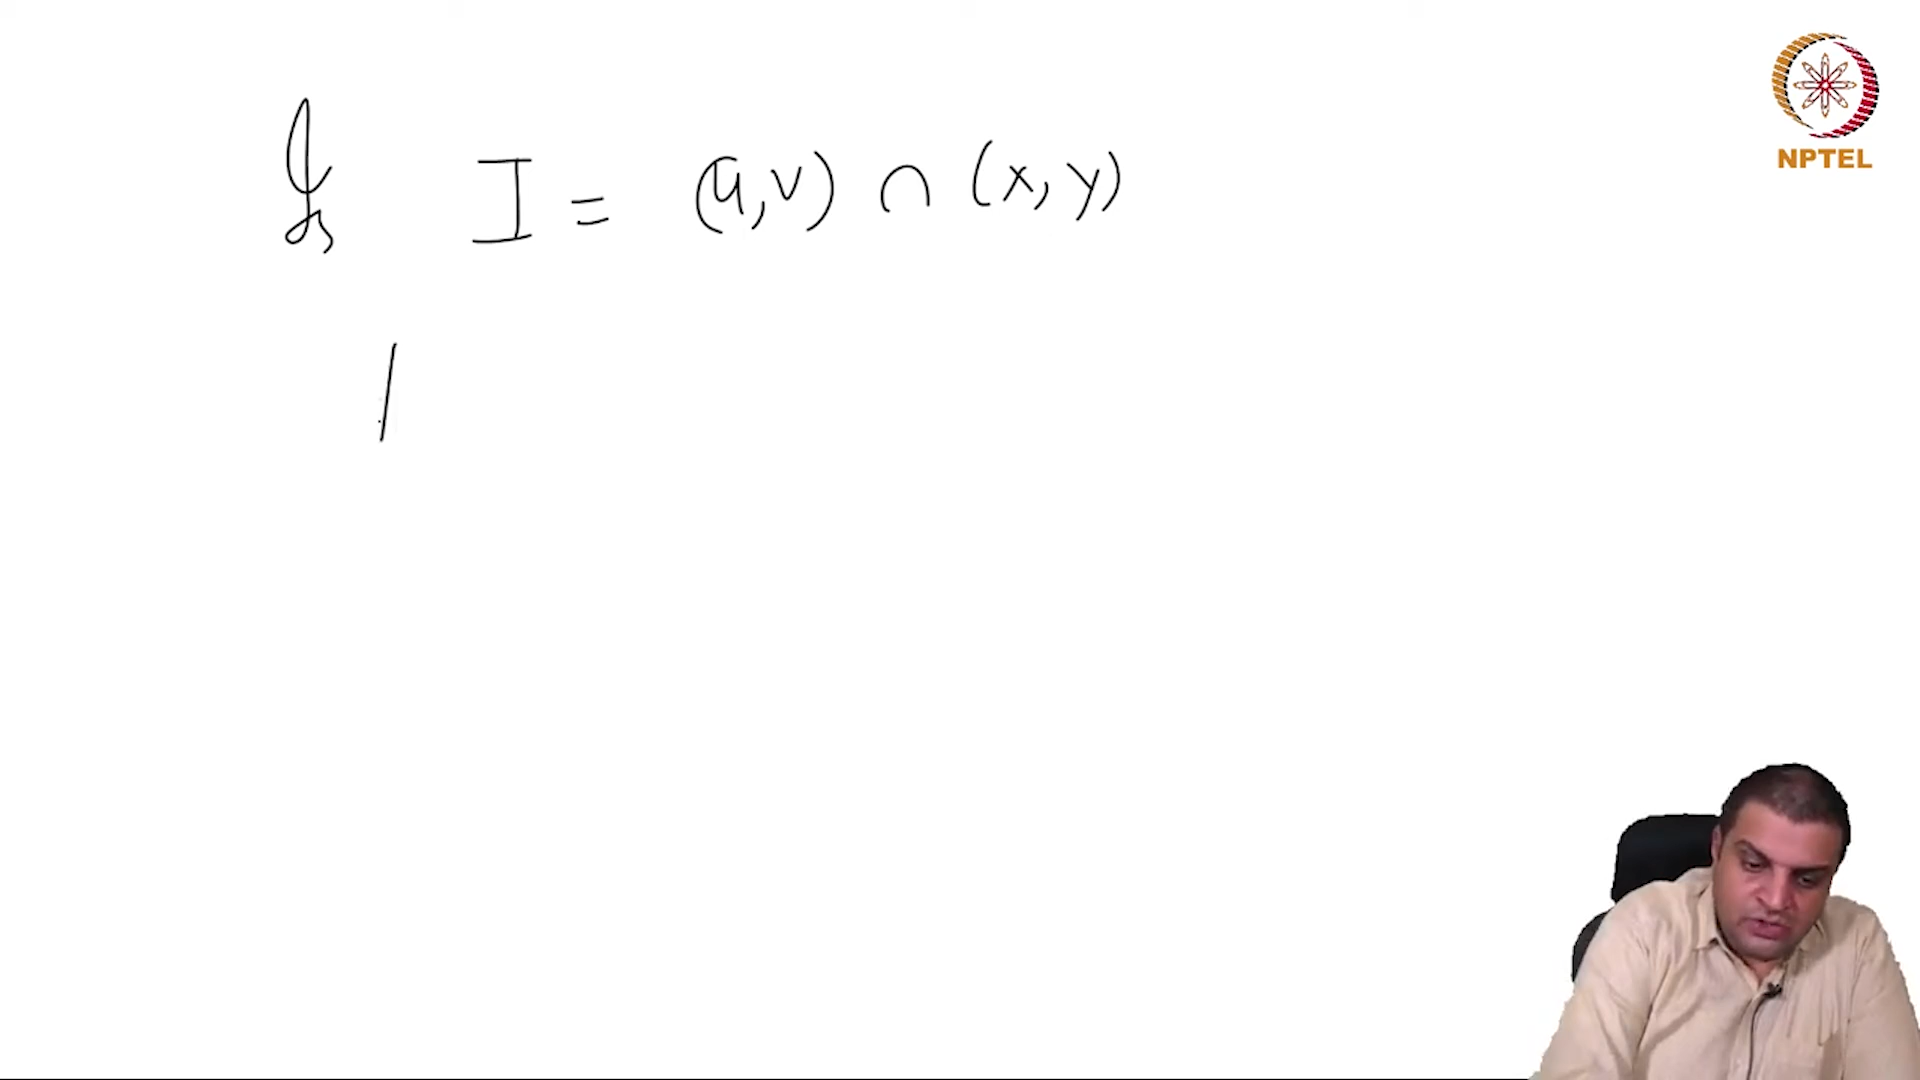 I = (u,v) ∩ (x,y)
NPTEL